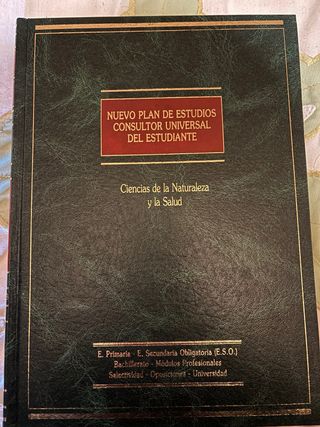 NUEVO PLAN DE ESTUDIOS
CONSULTOR UNIVERSAL
DEL ESTUDIANTE
Ciencias de la Naturaleza
y la Salud
E. Primaria - E. Secundaria Obligatoria (E.S.O.)
Bachillerato - Módulos Profesionales
Selectividad - Oposiciones - Universidad